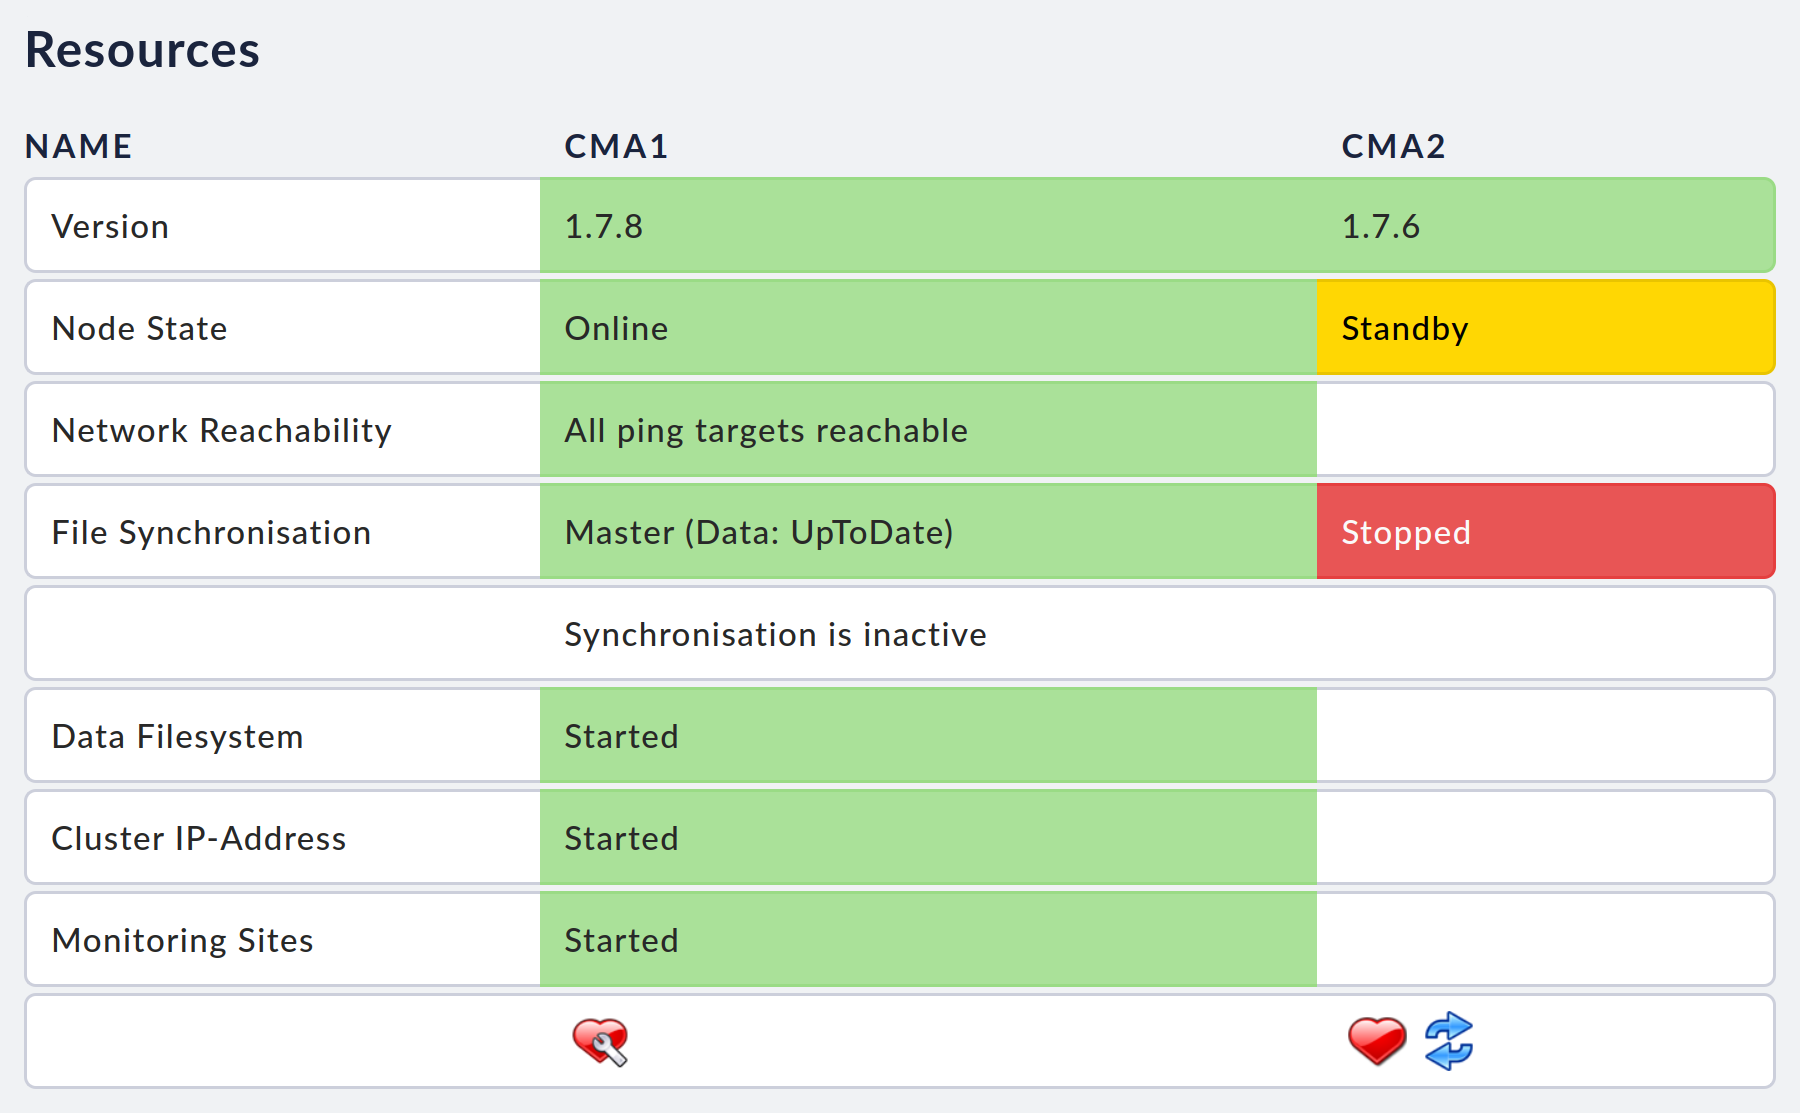 Resources
NAME CMA1 CMA2
Version 1.7.8 1.7.6
Node State Online Standby
Network Reachability All ping targets reachable
File Synchronisation Master (Data: UpToDate) Stopped
Synchronisation is inactive
Data Filesystem Started
Cluster IP-Address Started
Monitoring Sites Started